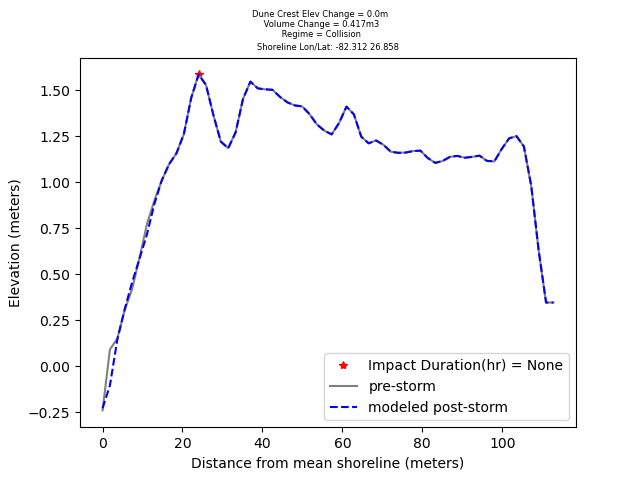 Dune Crest Elev Change = 0.0m
Volume Change = 0.417m3
Regime = Collision
Shoreline Lon/Lat: -82.312 26.858
1.50
1.25
1.00
0.75
0.50
0.25
0.00
−0.25
Elevation (meters)
Impact Duration(hr) = None
pre-storm
modeled post-storm
0 20 40 60 80 100
Distance from mean shoreline (meters)